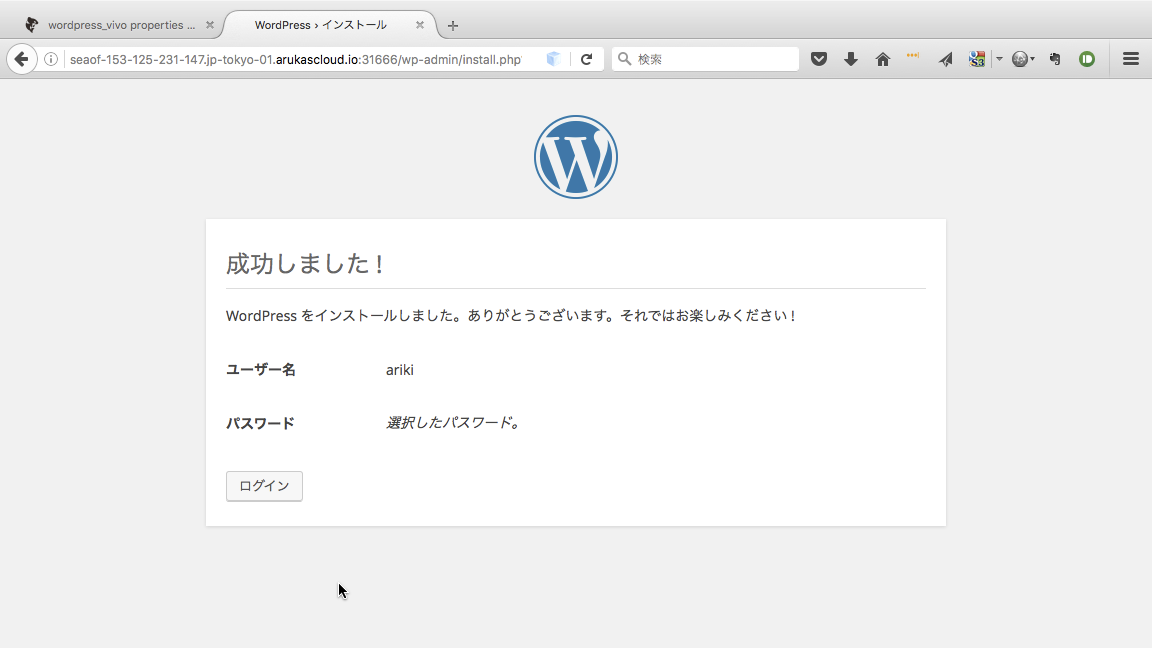 wordpress_vivo properties ...
WordPress › インストール
seaof-153-125-231-147.jp-tokyo-01.arukascloud.io:31666/wp-admin/install.php?
検索
S3
W
成功しました !
WordPress をインストールしました。ありがとうございます。それではお楽しみください !
ユーザー名 ariki
パスワード 選択したパスワード。
ログイン